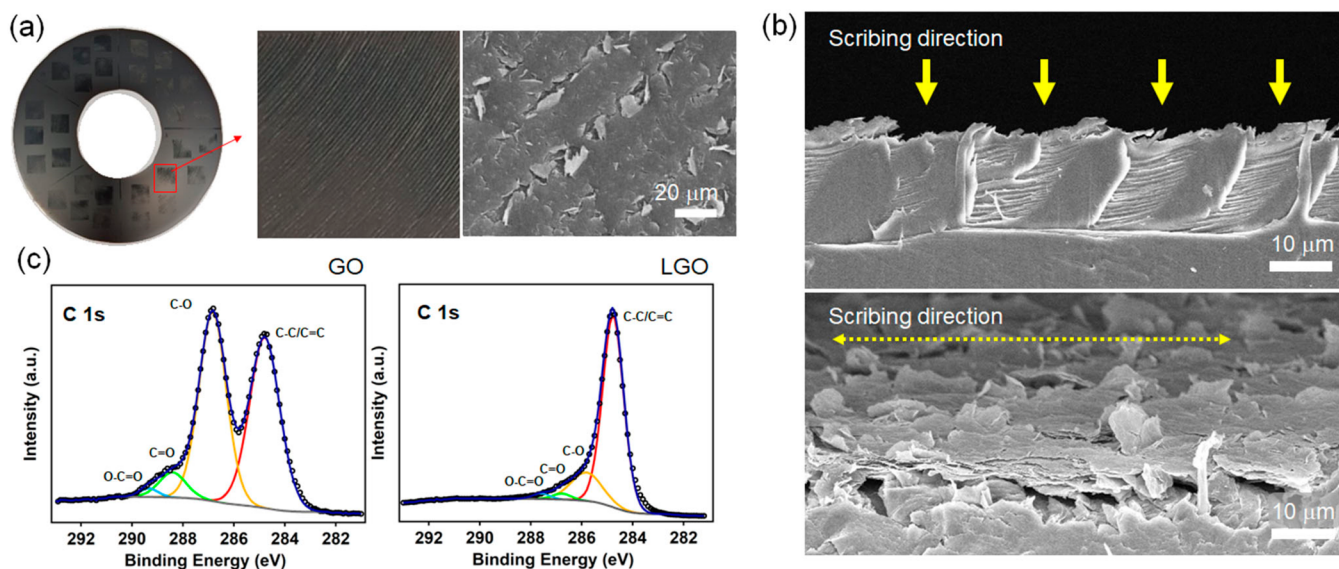 (a)
20 μm
(b)
Scribing direction
10 μm
Scribing direction
10 μm
(c)
GO
C 1s
C-O
C-C/C=C
C=O
O-C=O
Intensity (a.u.)
292 290 288 286 284 282
Binding Energy (eV)
LGO
C 1s
C-C/C=C
C-O
C=O
O-C=O
Intensity (a.u.)
292 290 288 286 284 282
Binding Energy (eV)